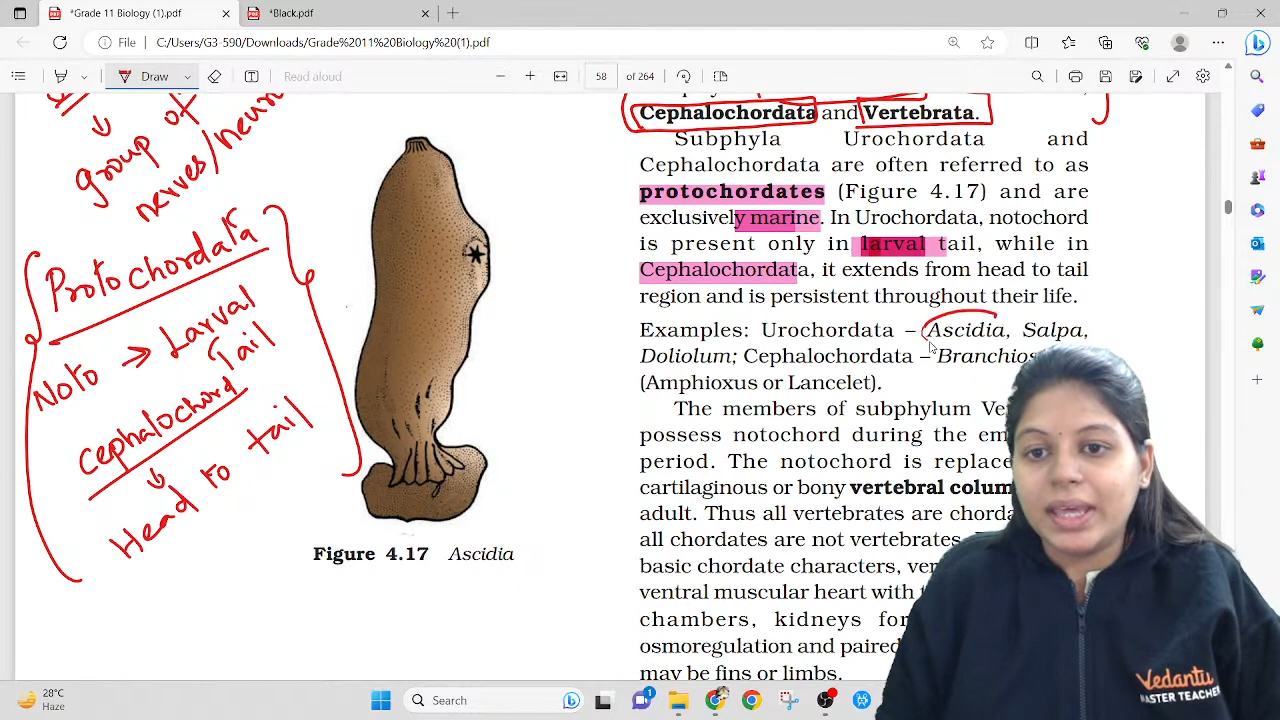 *Grade 11 Biology (1).pdf
*Black.pdf
File
C:/Users/G3-590/Downloads/Grade%2011%20Biology%20(1).pdf
Draw
Read aloud
58
of 264
group of
nerves/neur
Protochordata
Noto → Larval
Tail
Cephalochord
Head to tail
Figure 4.17 Ascidia
Cephalochordata and Vertebrata.
Subphyla Urochordata and
Cephalochordata are often referred to as
protochordates (Figure 4.17) and are
exclusively marine. In Urochordata, notochord
is present only in larval tail, while in
Cephalochordata, it extends from head to tail
region and is persistent throughout their life.
Examples: Urochordata – Ascidia, Salpa,
Doliolum; Cephalochordata – Branchios
(Amphioxus or Lancelet).
The members of subphylum Ve
possess notochord during the em
period. The notochord is replace
cartilaginous or bony vertebral colum
adult. Thus all vertebrates are chorda
all chordates are not vertebrates.
basic chordate characters, ver
ventral muscular heart with
chambers, kidneys for
osmoregulation and paired
may be fins or limbs.
Vedantu
MASTER TEACHER
28°C
Haze
Search
1